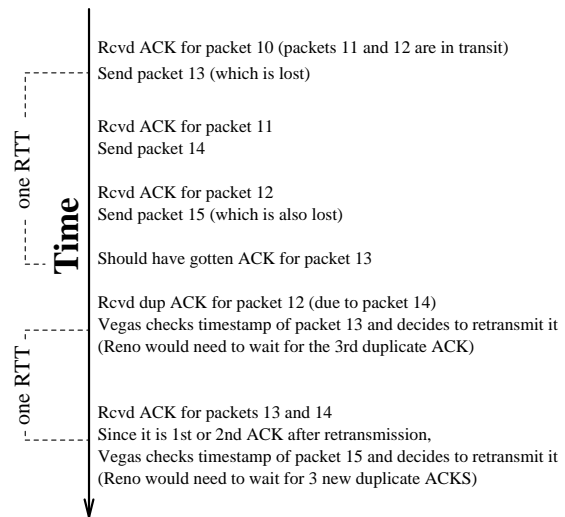 Rcvd ACK for packet 10 (packets 11 and 12 are in transit)
Send packet 13 (which is lost)
Rcvd ACK for packet 11
Send packet 14
one RTT
Rcvd ACK for packet 12
Send packet 15 (which is also lost)
Time
Should have gotten ACK for packet 13
Rcvd dup ACK for packet 12 (due to packet 14)
Vegas checks timestamp of packet 13 and decides to retransmit it
(Reno would need to wait for the 3rd duplicate ACK)
one RTT
Rcvd ACK for packets 13 and 14
Since it is 1st or 2nd ACK after retransmission,
Vegas checks timestamp of packet 15 and decides to retransmit it
(Reno would need to wait for 3 new duplicate ACKS)